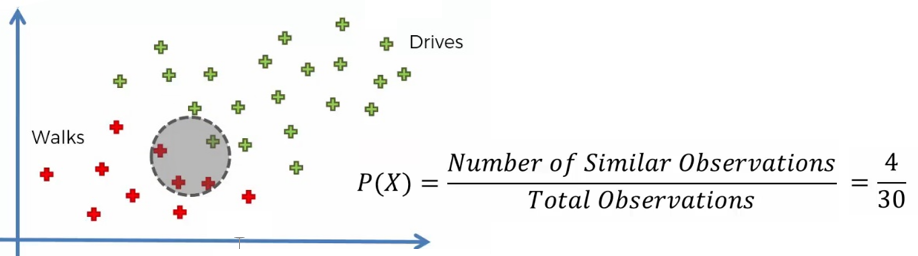 Drives
Walks
P(X) = Number of Similar Observations / Total Observations = 4 / 30